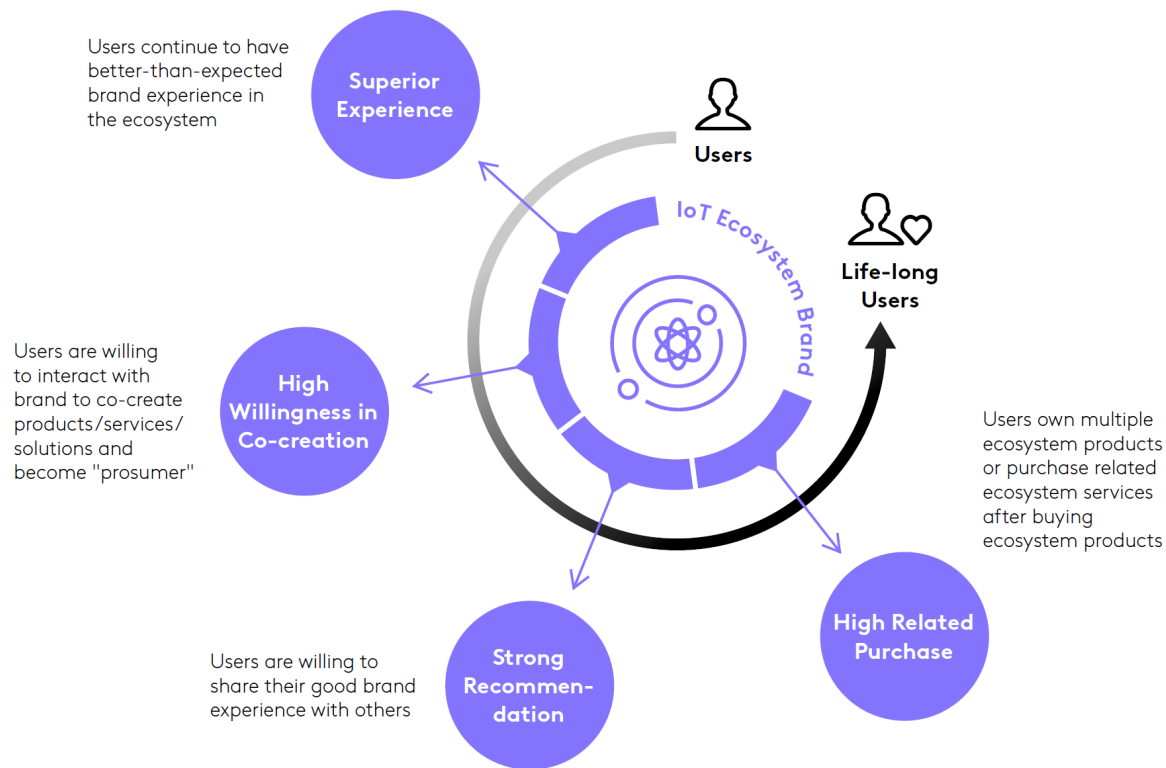 Users continue to have
better-than-expected
brand experience in
the ecosystem
Superior
Experience
Users
IoT Ecosystem Brand
Life-long
Users
Users are willing
to interact with
brand to co-create
products/services/
solutions and
become "prosumer"
High
Willingness in
Co-creation
Users own multiple
ecosystem products
or purchase related
ecosystem services
after buying
ecosystem products
High Related
Purchase
Users are willing to
share their good brand
experience with others
Strong
Recommen-
dation